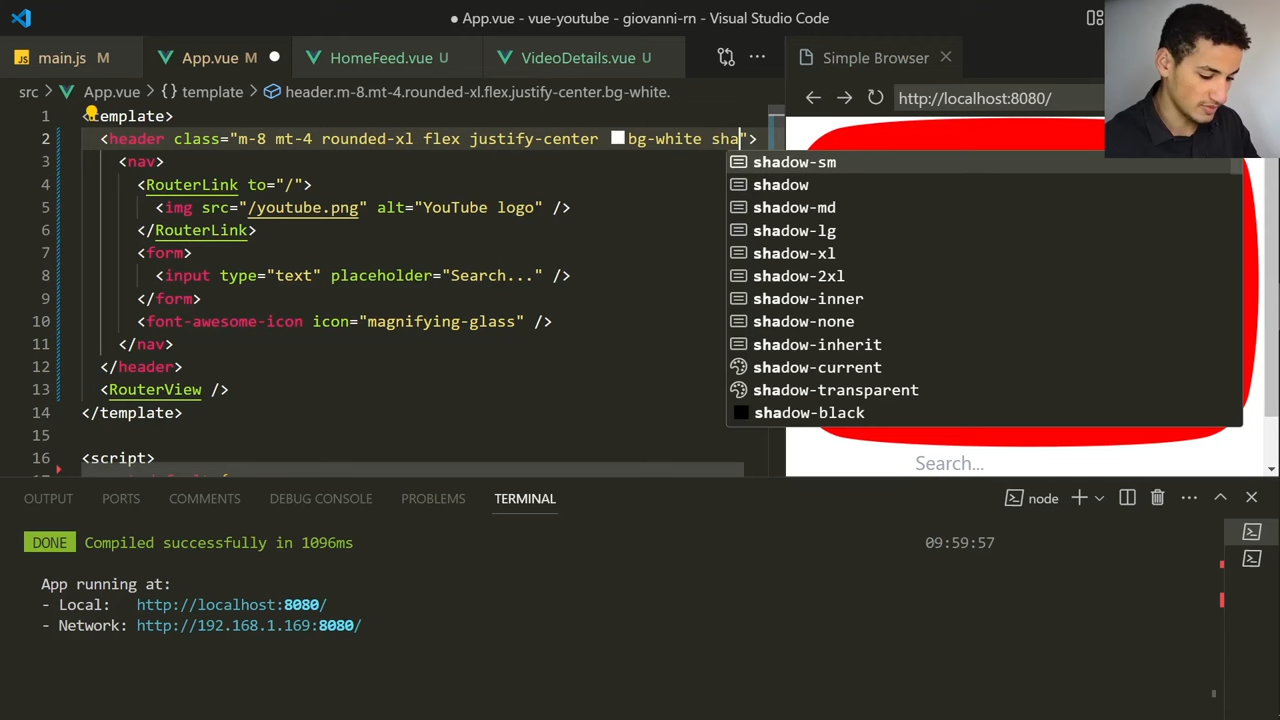 ● App.vue - vue-youtube - giovanni-rn - Visual Studio Code
JS main.js M
App.vue M ●
HomeFeed.vue U
VideoDetails.vue U
Simple Browser
src > App.vue > {} template > header.m-8.mt-4.rounded-xl.flex.justify-center.bg-white.
http://localhost:8080/
1 <template>
2 <header class="m-8 mt-4 rounded-xl flex justify-center bg-white sha">
3 <nav>
4 <RouterLink to="/">
5 <img src="/youtube.png" alt="YouTube logo" />
6 </RouterLink>
7 <form>
8 <input type="text" placeholder="Search..." />
9 </form>
10 <font-awesome-icon icon="magnifying-glass" />
11 </nav>
12 </header>
13 <RouterView />
14 </template>
15
16 <script>
shadow-sm
shadow
shadow-md
shadow-lg
shadow-xl
shadow-2xl
shadow-inner
shadow-none
shadow-inherit
shadow-current
shadow-transparent
shadow-black
Search...
OUTPUT PORTS COMMENTS DEBUG CONSOLE PROBLEMS TERMINAL
node
DONE Compiled successfully in 1096ms
09:59:57
App running at:
- Local: http://localhost:8080/
- Network: http://192.168.1.169:8080/